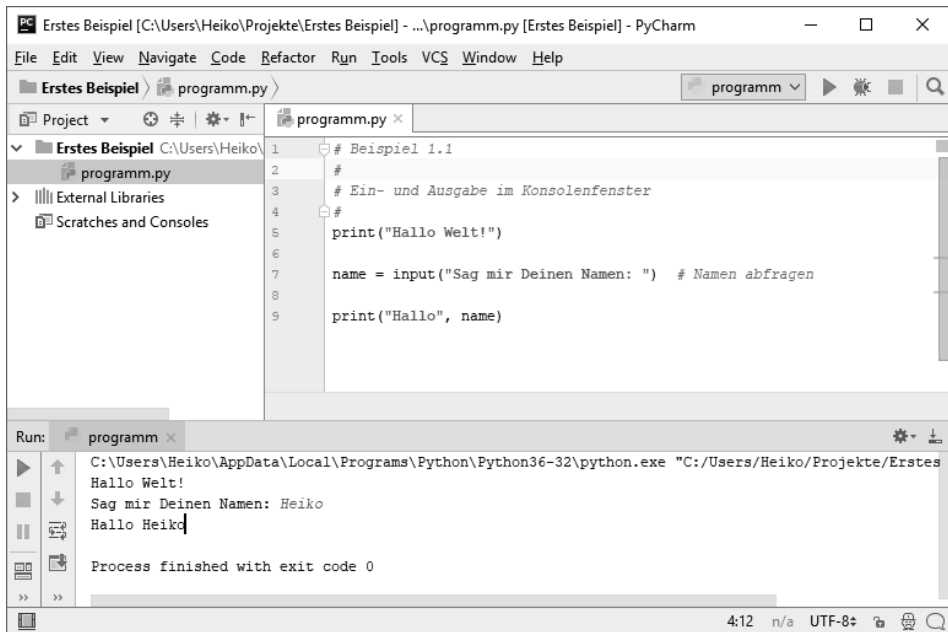 PC Erstes Beispiel [C:\Users\Heiko\Projekte\Erstes Beispiel] - ...\programm.py [Erstes Beispiel] - PyCharm
File Edit View Navigate Code Refactor Run Tools VCS Window Help
Erstes Beispiel programm.py programm
Project programm.py
Erstes Beispiel C:\Users\Heiko\
programm.py
External Libraries
Scratches and Consoles
1 # Beispiel 1.1
2 #
3 # Ein- und Ausgabe im Konsolenfenster
4 #
5 print("Hallo Welt!")
6
7 name = input("Sag mir Deinen Namen: ") # Namen abfragen
8
9 print("Hallo", name)
Run: programm
C:\Users\Heiko\AppData\Local\Programs\Python\Python36-32\python.exe "C:/Users/Heiko/Projekte/Erstes
Hallo Welt!
Sag mir Deinen Namen: Heiko
Hallo Heiko
Process finished with exit code 0
4:12 n/a UTF-8